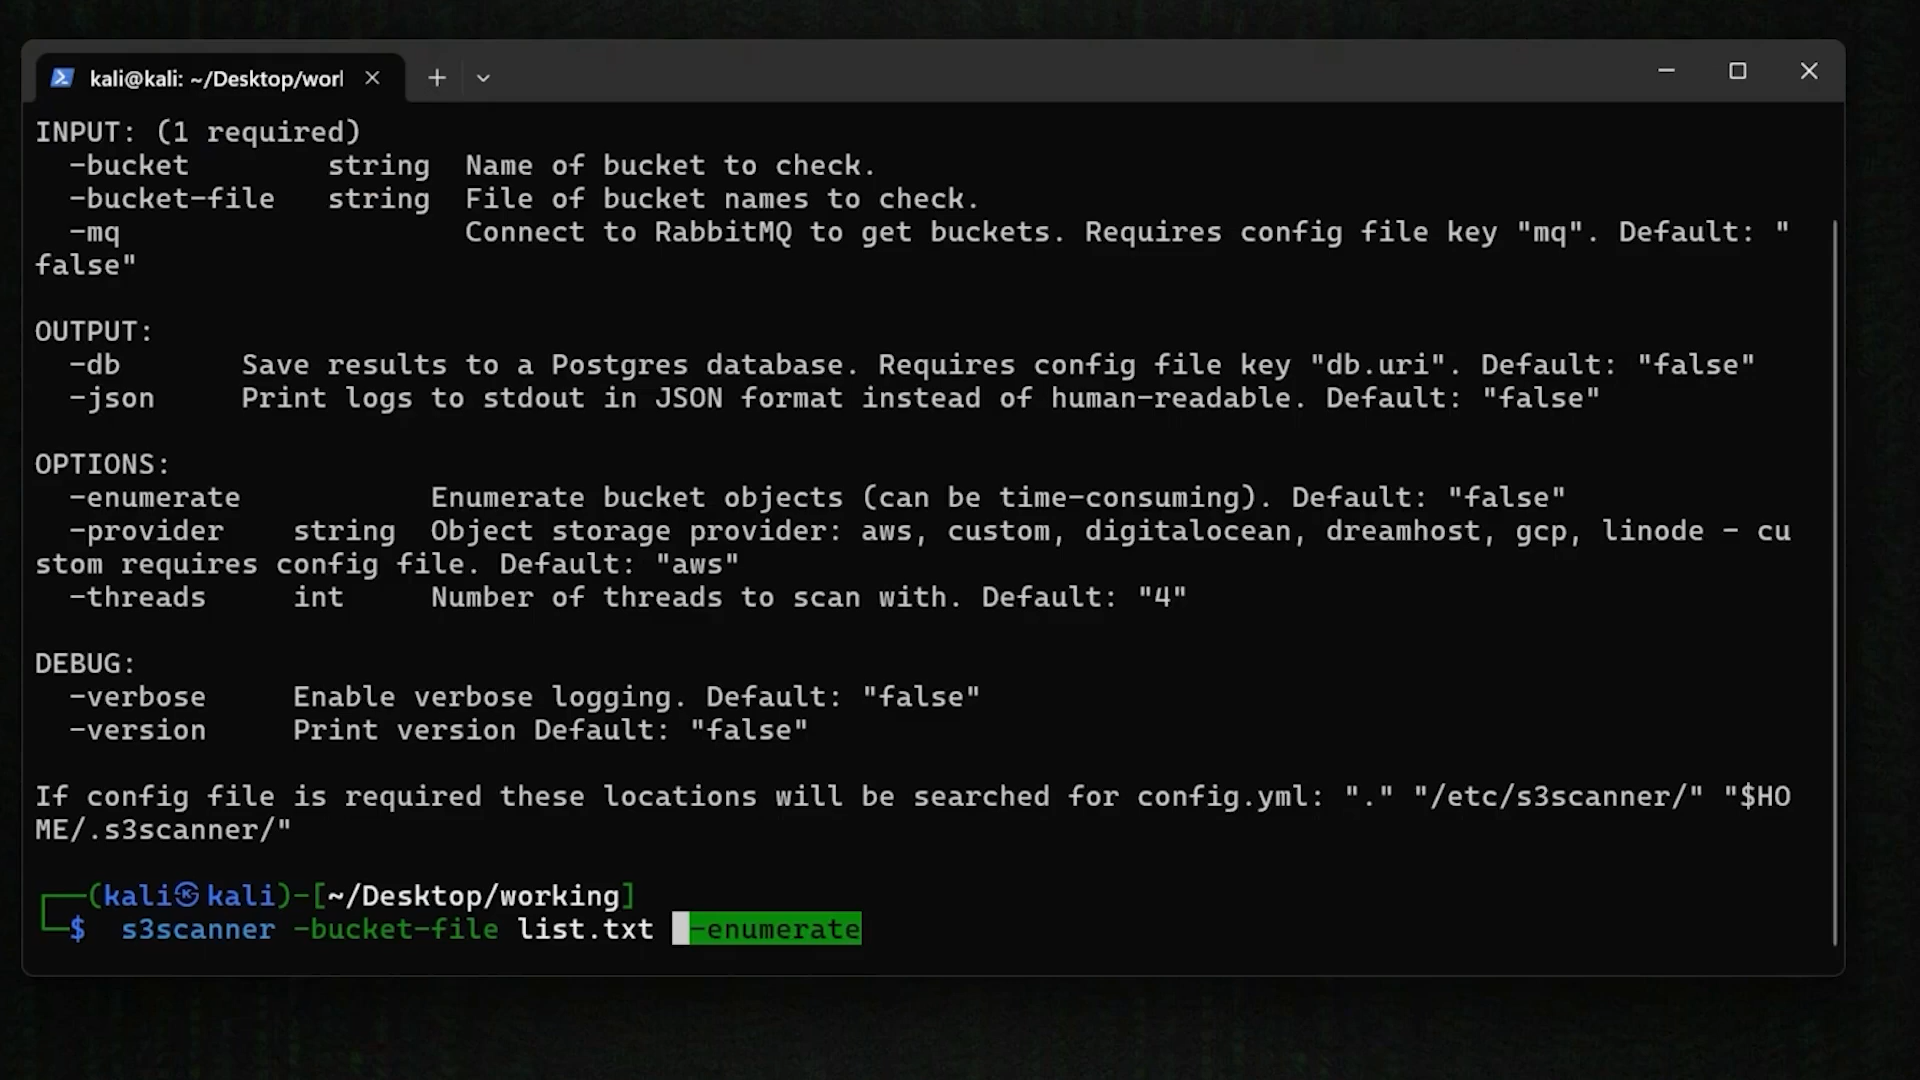 kali@kali: ~/Desktop/worl
INPUT: (1 required)
-bucket string Name of bucket to check.
-bucket-file string File of bucket names to check.
-mq Connect to RabbitMQ to get buckets. Requires config file key "mq". Default: "
false"
OUTPUT:
-db Save results to a Postgres database. Requires config file key "db.uri". Default: "false"
-json Print logs to stdout in JSON format instead of human-readable. Default: "false"
OPTIONS:
-enumerate Enumerate bucket objects (can be time-consuming). Default: "false"
-provider string Object storage provider: aws, custom, digitalocean, dreamhost, gcp, linode - cu
stom requires config file. Default: "aws"
-threads int Number of threads to scan with. Default: "4"
DEBUG:
-verbose Enable verbose logging. Default: "false"
-version Print version Default: "false"
If config file is required these locations will be searched for config.yml: "." "/etc/s3scanner/" "$HO
ME/.s3scanner/"
┌──(kali㉿kali)-[~/Desktop/working]
└─$ s3scanner -bucket-file list.txt -enumerate